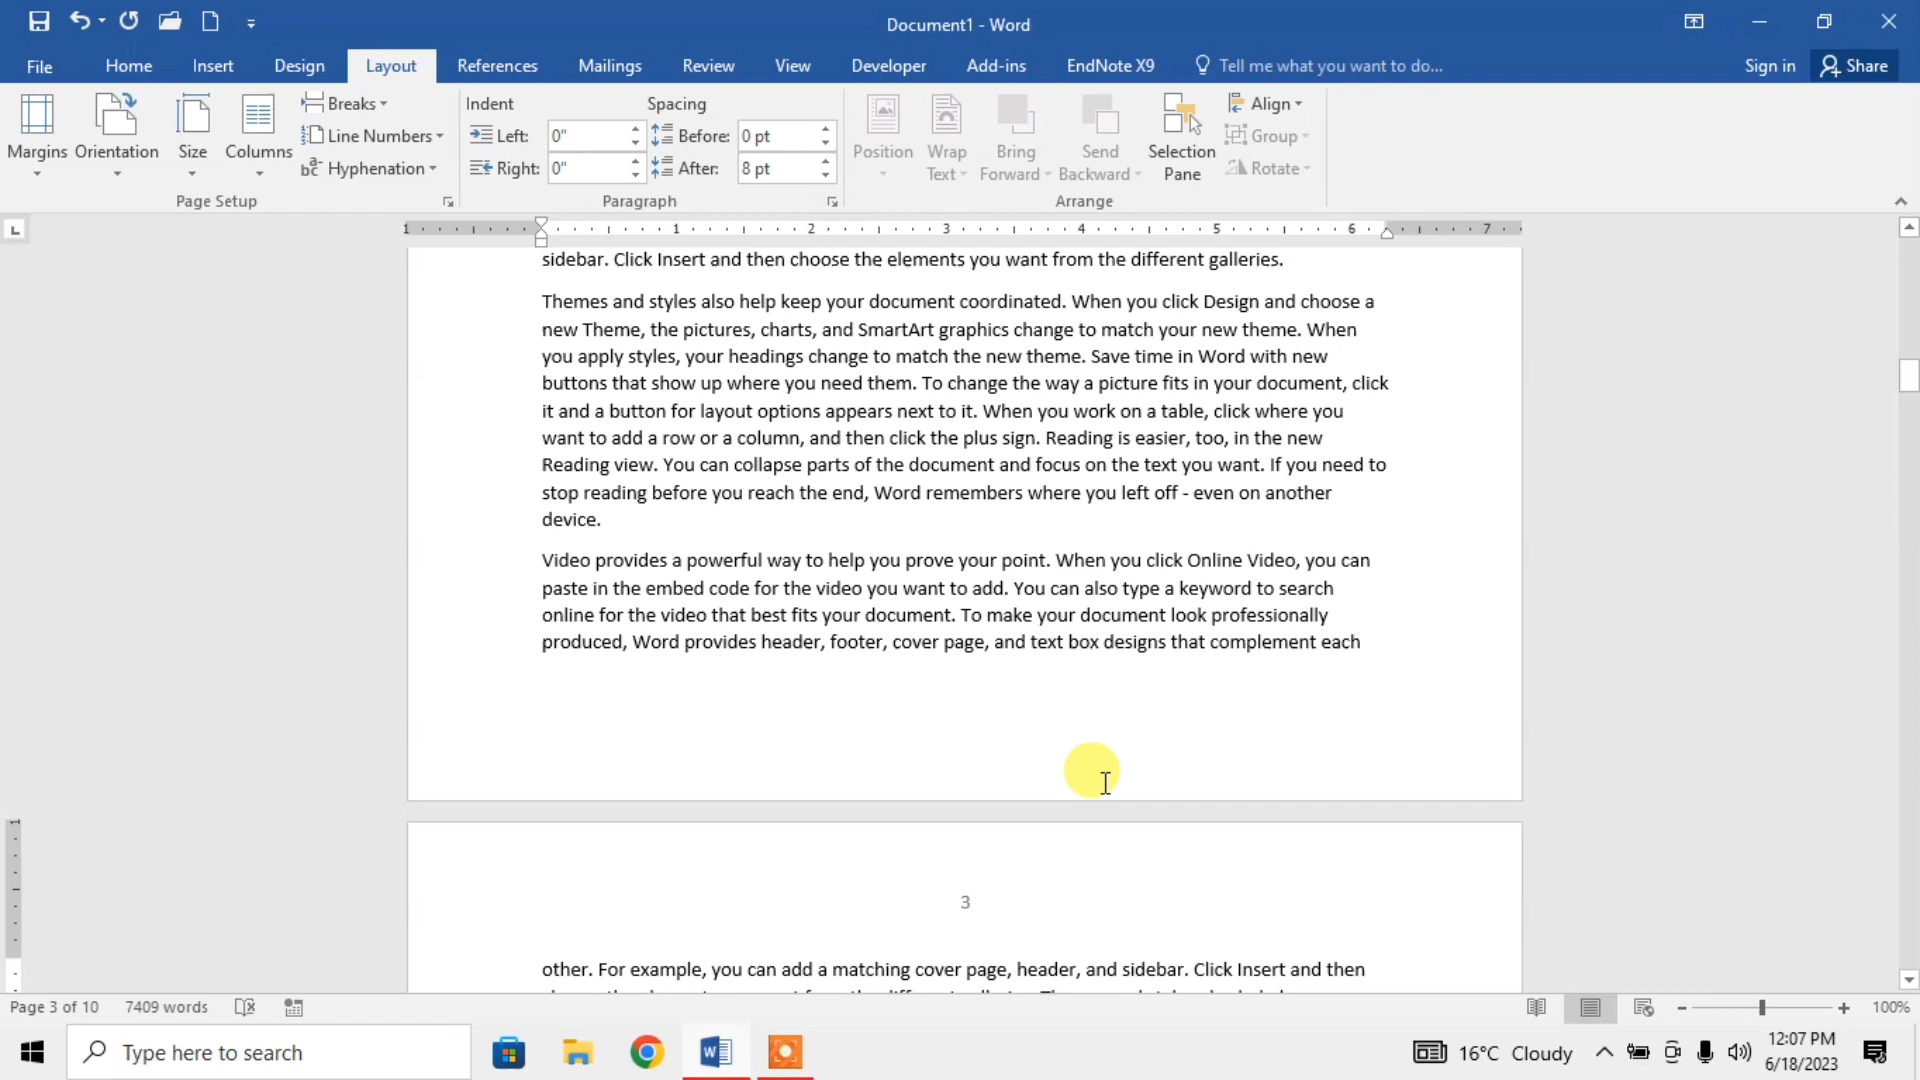 Document1 - Word
File Home Insert Design Layout References Mailings Review View Developer Add-ins EndNote X9 Tell me what you want to do... Sign in Share
Margins Orientation Size Columns
Breaks
Line Numbers
Hyphenation
Page Setup
Indent Spacing
Left: 0" Before: 0 pt
Right: 0" After: 8 pt
Paragraph
Position
Wrap Text
Bring Forward
Send Backward
Selection Pane
Align
Group
Rotate
Arrange
1 1 2 3 4 5 6 7
sidebar. Click Insert and then choose the elements you want from the different galleries.
Themes and styles also help keep your document coordinated. When you click Design and choose a
new Theme, the pictures, charts, and SmartArt graphics change to match your new theme. When
you apply styles, your headings change to match the new theme. Save time in Word with new
buttons that show up where you need them. To change the way a picture fits in your document, click
it and a button for layout options appears next to it. When you work on a table, click where you
want to add a row or a column, and then click the plus sign. Reading is easier, too, in the new
Reading view. You can collapse parts of the document and focus on the text you want. If you need to
stop reading before you reach the end, Word remembers where you left off - even on another
device.
Video provides a powerful way to help you prove your point. When you click Online Video, you can
paste in the embed code for the video you want to add. You can also type a keyword to search
online for the video that best fits your document. To make your document look professionally
produced, Word provides header, footer, cover page, and text box designs that complement each
3
other. For example, you can add a matching cover page, header, and sidebar. Click Insert and then
Page 3 of 10 7409 words 100%
Type here to search 16°C Cloudy 12:07 PM
6/18/2023